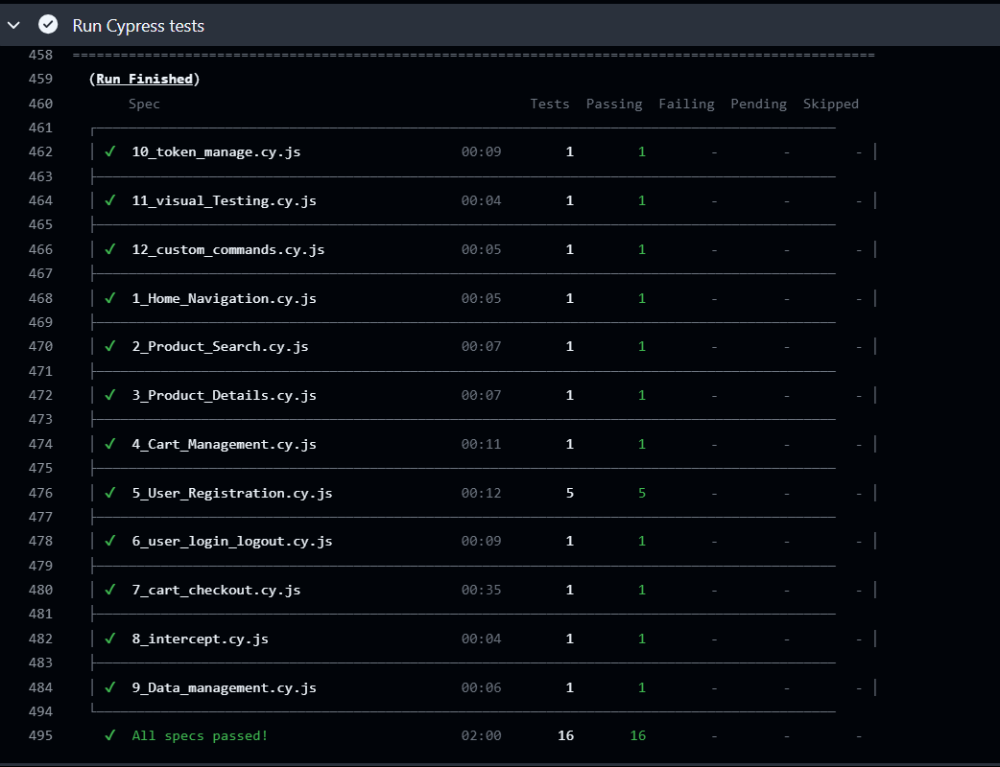 Run Cypress tests
458 ====================================================================================================
459 (Run Finished)
460 Spec Tests Passing Failing Pending Skipped
461
462 │ ✓ 10_token_manage.cy.js 00:09 1 1 - - - │
463
464 │ ✓ 11_visual_Testing.cy.js 00:04 1 1 - - - │
465
466 │ ✓ 12_custom_commands.cy.js 00:05 1 1 - - - │
467
468 │ ✓ 1_Home_Navigation.cy.js 00:05 1 1 - - - │
469
470 │ ✓ 2_Product_Search.cy.js 00:07 1 1 - - - │
471
472 │ ✓ 3_Product_Details.cy.js 00:07 1 1 - - - │
473
474 │ ✓ 4_Cart_Management.cy.js 00:11 1 1 - - - │
475
476 │ ✓ 5_User_Registration.cy.js 00:12 5 5 - - - │
477
478 │ ✓ 6_user_login_logout.cy.js 00:09 1 1 - - - │
479
480 │ ✓ 7_cart_checkout.cy.js 00:35 1 1 - - - │
481
482 │ ✓ 8_intercept.cy.js 00:04 1 1 - - - │
483
484 │ ✓ 9_Data_management.cy.js 00:06 1 1 - - - │
494
495 ✓ All specs passed! 02:00 16 16 - - -